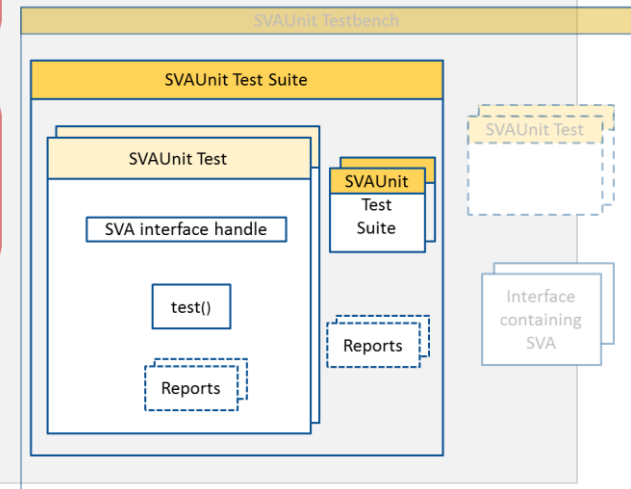 SVAUnit Testbench
SVAUnit Test Suite
SVAUnit Test
SVA interface handle
test()
Reports
SVAUnit
Test
Suite
Reports
SVAUnit Test
Interface
containing
SVA